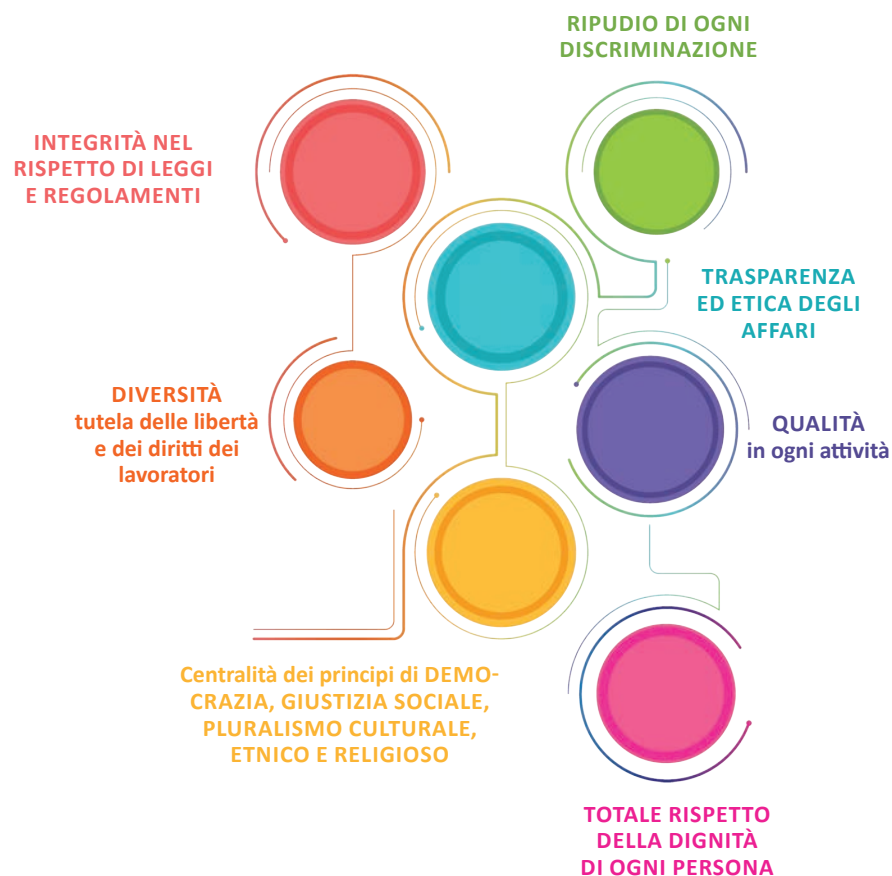 RIPUDIO DI OGNI
DISCRIMINAZIONE
INTEGRITÀ NEL
RISPETTO DI LEGGI
E REGOLAMENTI
TRASPARENZA
ED ETICA DEGLI
AFFARI
DIVERSITÀ
tutela delle libertà
e dei diritti dei
lavoratori
QUALITÀ
in ogni attività
Centralità dei principi di DEMO-
CRAZIA, GIUSTIZIA SOCIALE,
PLURALISMO CULTURALE,
ETNICO E RELIGIOSO
TOTALE RISPETTO
DELLA DIGNITÀ
DI OGNI PERSONA